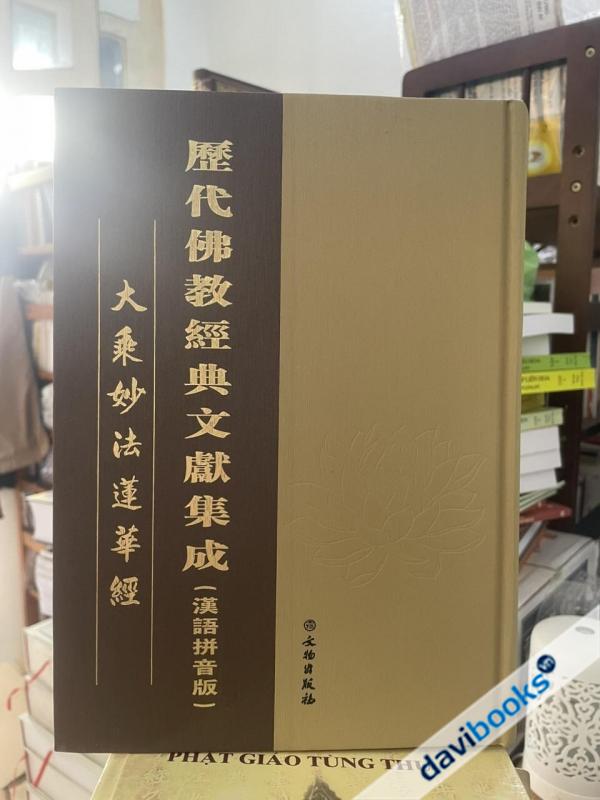 歷代佛教經典文獻集成
(漢語拼音版)
大乘妙法蓮華經
文物出版社
PHẬT GIÁO TÙNG TH
davibooks.vn